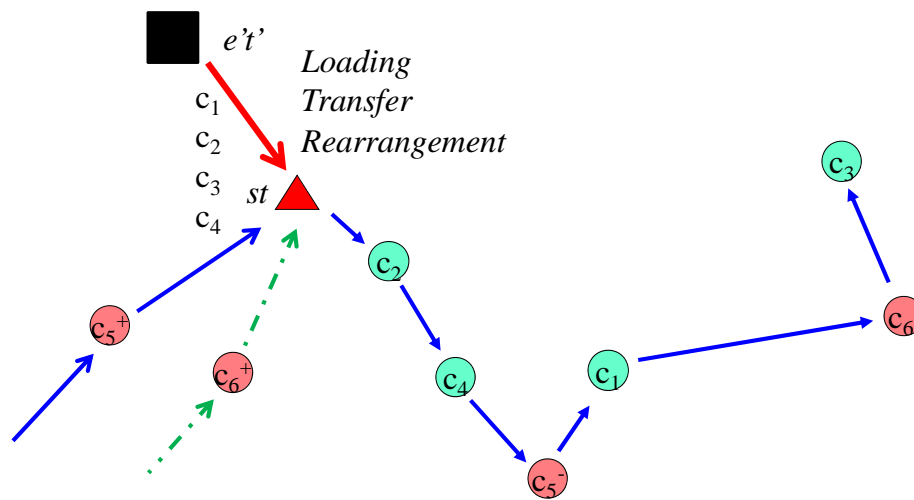 e't'
Loading
Transfer
Rearrangement
c₁
c₂
c₃
c₄
st
c₃
c₂
c₅⁺
c₆
c₆⁺
c₄
c₁
c₅⁻